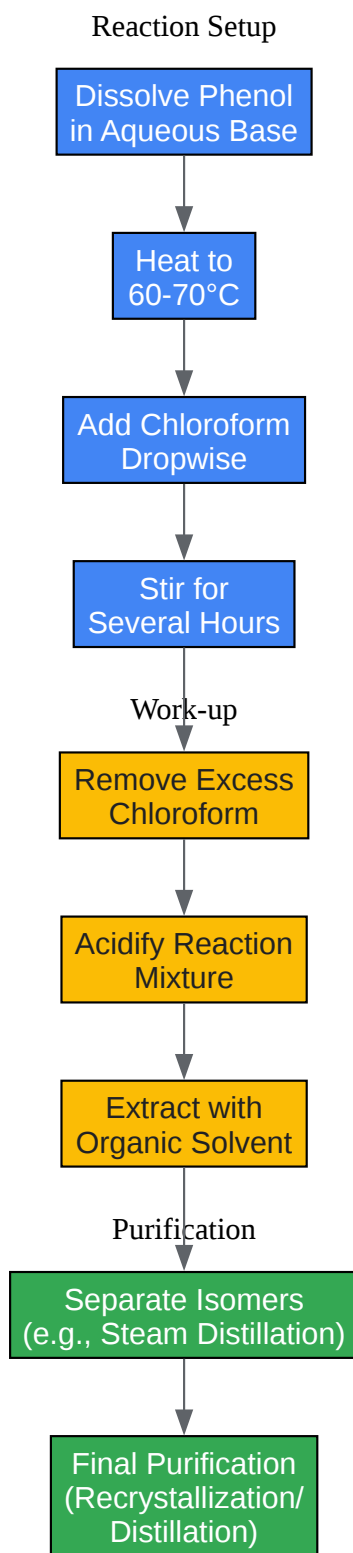 Reaction Setup
Dissolve Phenol
in Aqueous Base
Heat to
60-70°C
Add Chloroform
Dropwise
Stir for
Several Hours
Work-up
Remove Excess
Chloroform
Acidify Reaction
Mixture
Extract with
Organic Solvent
Purification
Separate Isomers
(e.g., Steam Distillation)
Final Purification
(Recrystallization/
Distillation)